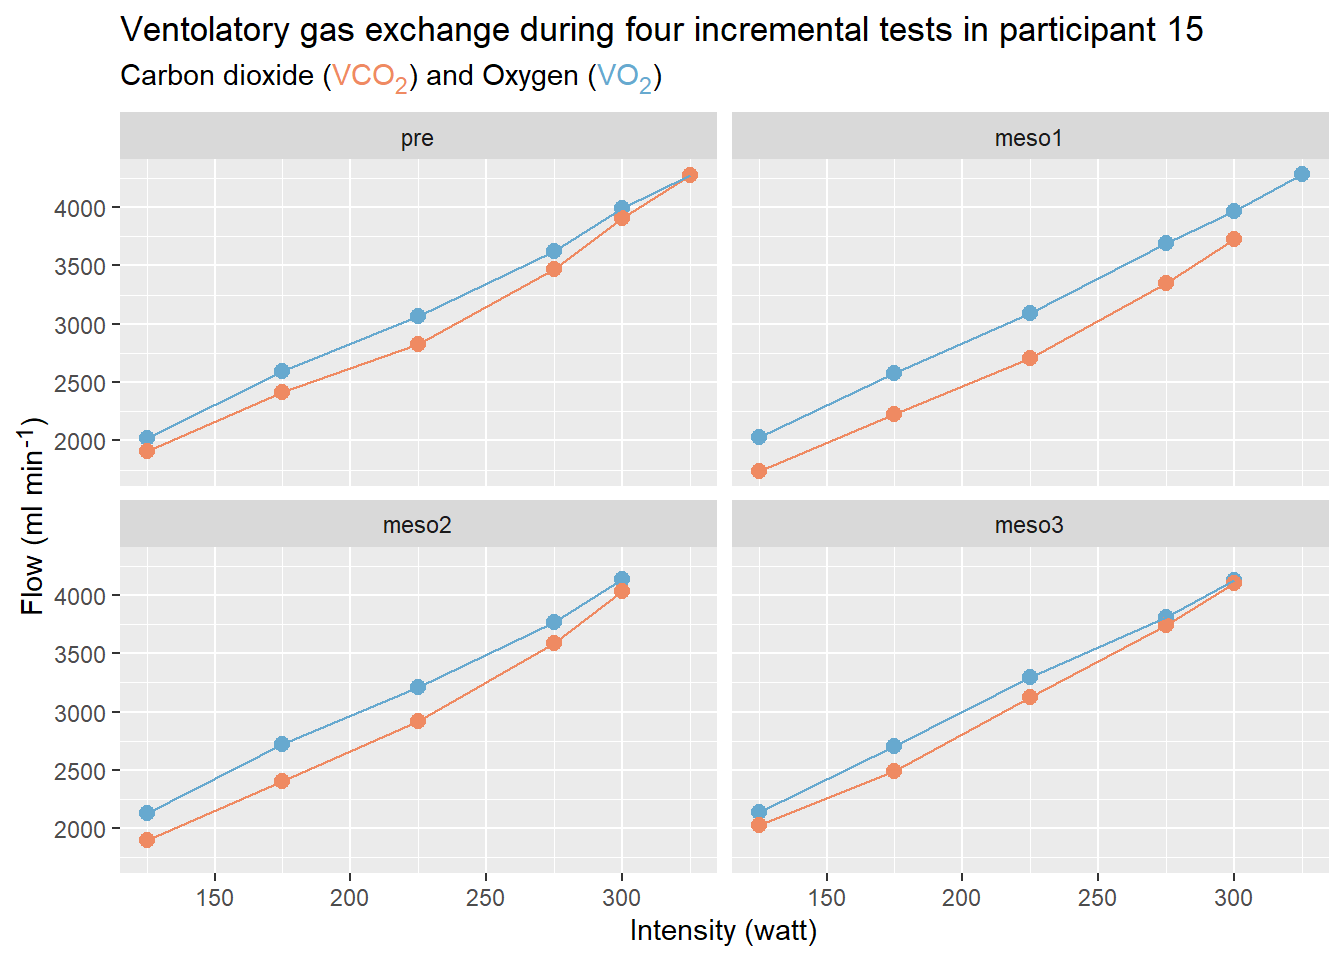 Ventolatory gas exchange during four incremental tests in participant 15
Carbon dioxide (VCO₂) and Oxygen (VO₂)
pre
meso1
4000
3500
3000
2500
2000
meso2
meso3
4000
3500
3000
2500
2000
Flow (ml min⁻¹)
150 200 250 300 150 200 250 300
Intensity (watt)